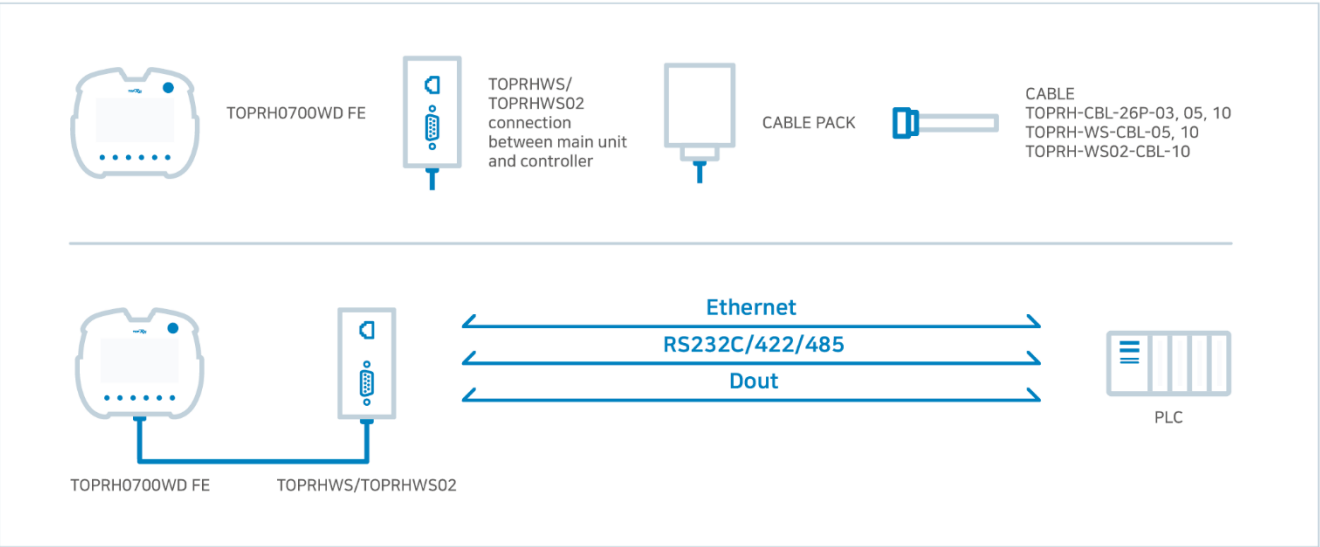 TOPRH0700WD FE
TOPRHWS/
TOPRHWS02
connection
between main unit
and controller
CABLE PACK
CABLE
TOPRH-CBL-26P-03, 05, 10
TOPRH-WS-CBL-05, 10
TOPRH-WS02-CBL-10
Ethernet
RS232C/422/485
Dout
PLC
TOPRH0700WD FE
TOPRHWS/TOPRHWS02